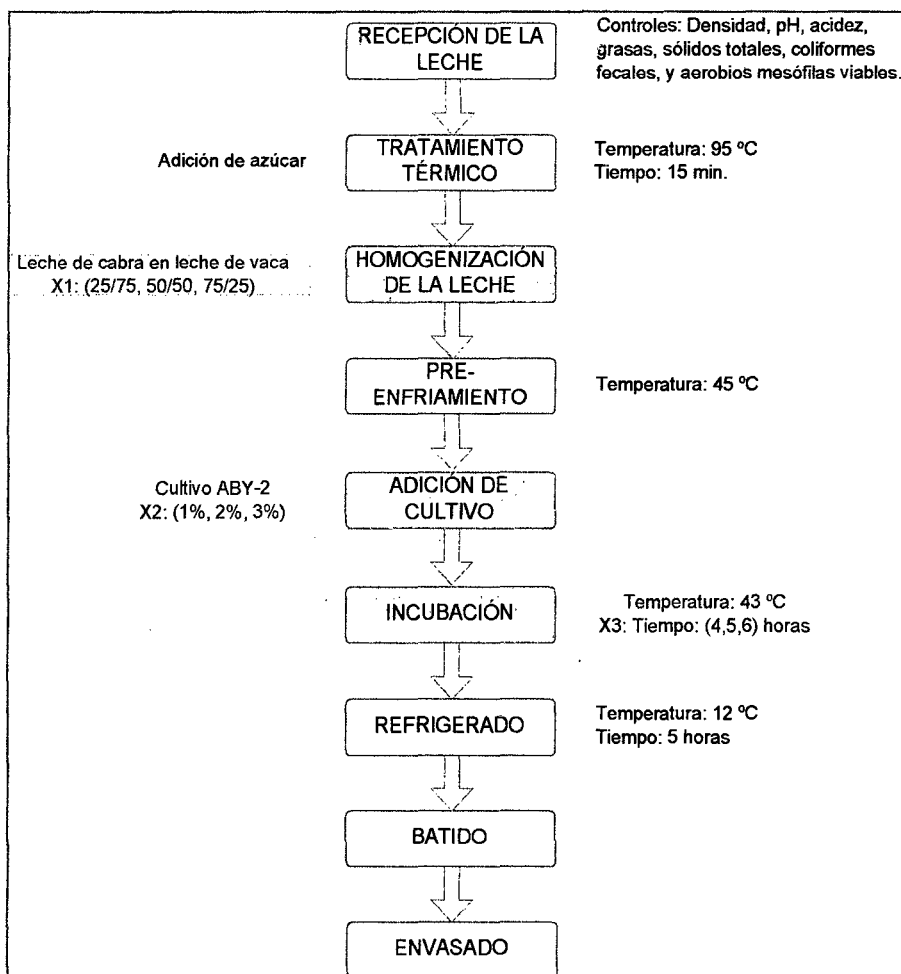 RECEPCIÓN DE LA
LECHE
Controles: Densidad, pH, acidez,
grasas, sólidos totales, coliformes
fecales, y aerobios mesófilas viables.
Adición de azúcar
TRATAMIENTO
TÉRMICO
Temperatura: 95 ºC
Tiempo: 15 min.
Leche de cabra en leche de vaca
X1: (25/75, 50/50, 75/25)
HOMOGENIZACIÓN
DE LA LECHE
PRE-
ENFRIAMIENTO
Temperatura: 45 ºC
Cultivo ABY-2
X2: (1%, 2%, 3%)
ADICIÓN DE
CULTIVO
INCUBACIÓN
Temperatura: 43 ºC
X3: Tiempo: (4,5,6) horas
REFRIGERADO
Temperatura: 12 ºC
Tiempo: 5 horas
BATIDO
ENVASADO